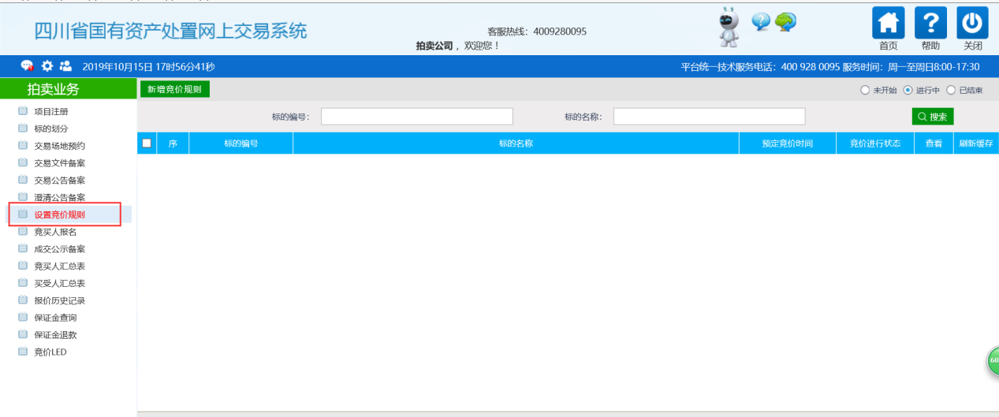 四川省国有资产处置网上交易系统
客服热线：4009280095
拍卖公司，欢迎您！
首页
帮助
关闭
2019年10月15日 17时56分41秒
平台统一技术服务电话：400 928 0095 服务时间：周一至周日8:00-17:30
拍卖业务
新增竞价规则
未开始
进行中
已结束
项目注册
标的划分
交易场地预约
交易文件备案
交易公告备案
澄清公告备案
设置竞价规则
竞买人报名
成交公示备案
竞买人汇总表
买受人汇总表
报价历史记录
保证金查询
保证金退款
竞价LED
标的编号：
标的名称：
搜索
序
标的编号
标的名称
预定竞价时间
竞价进行状态
查看
刷新缓存
60